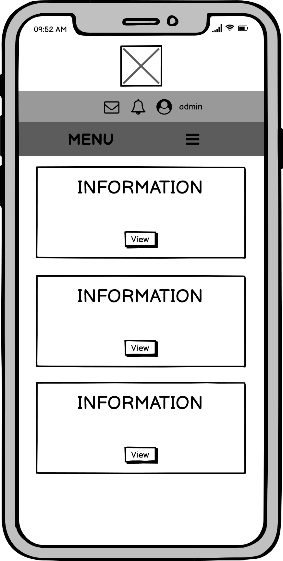 09:52 AM
admin
MENU
INFORMATION
View
INFORMATION
View
INFORMATION
View